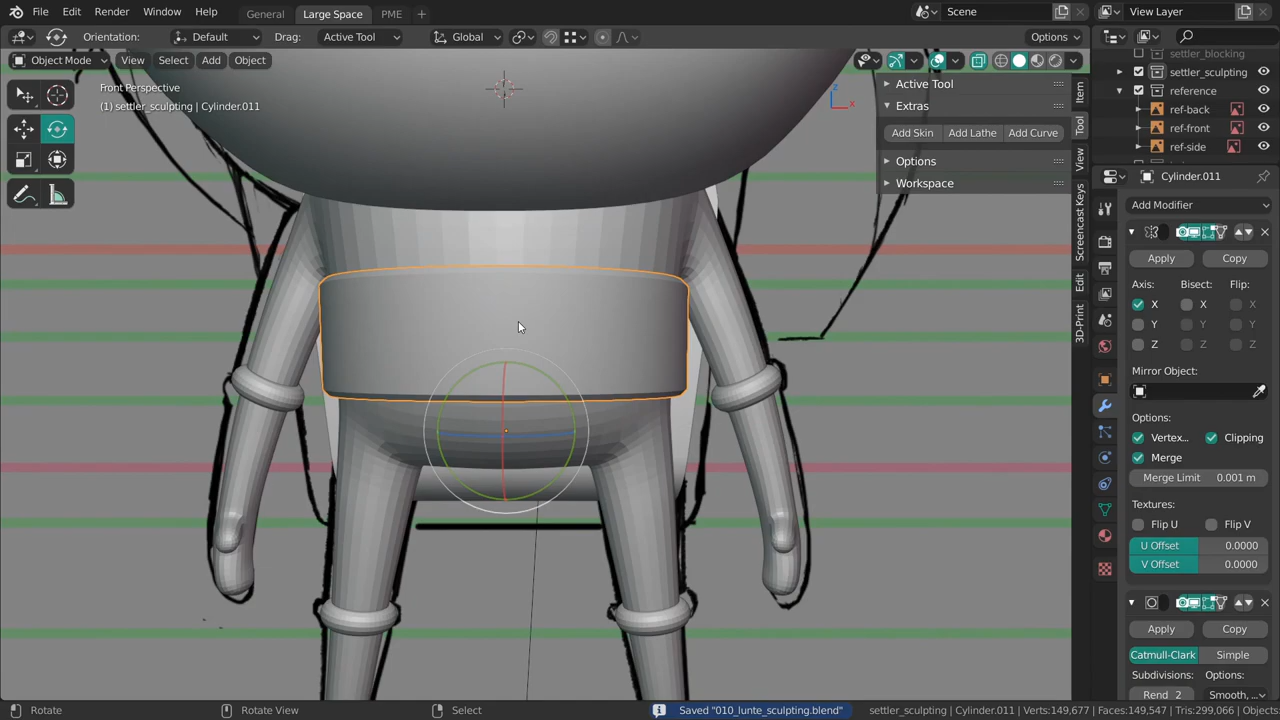 File Edit Render Window Help General Large Space PME + Scene View Layer
Orientation: Default Drag: Active Tool Global Options
Object Mode View Select Add Object
Front Perspective
(1) settler_sculpting | Cylinder.011
Z
X
Active Tool
Extras
Add Skin Add Lathe Add Curve
Options
Workspace
Item
Tool
View
Screencast Keys
Edit
3D-Print
settler_blocking
settler_sculpting
reference
ref-back
ref-front
ref-side
Cylinder.011
Add Modifier
Apply Copy
Axis: Bisect: Flip:
X X X
Y Y Y
Z Z Z
Mirror Object:
Options:
Vertex... Clipping
Merge
Merge Limit 0.001 m
Textures:
Flip U Flip V
U Offset 0.0000
V Offset 0.0000
Apply Copy
Catmull-Clark Simple
Subdivisions: Options:
Rend 2 Smooth,...
Rotate Rotate View Select Saved "010_lunte_sculpting.blend" settler_sculpting | Cylinder.011 | Verts:149,677 | Faces:149,547 | Tris:299,066 | Objects